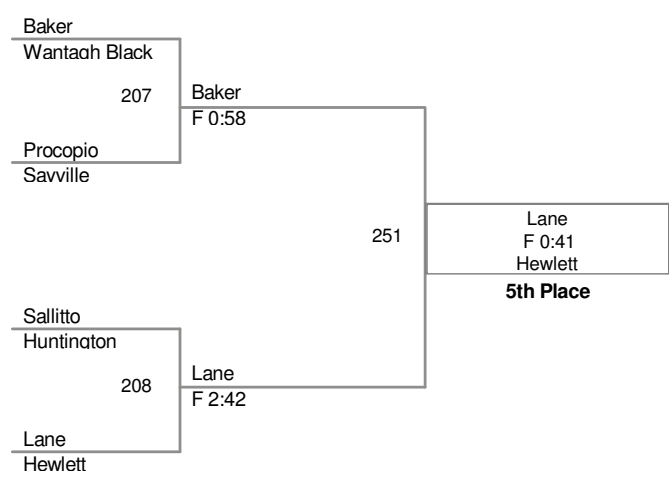 Baker
Wantagh Black
207
Baker
F 0:58
Procopio
Sayville
251
Lane
F 0:41
Hewlett
5th Place
Sallitto
Huntington
208
Lane
F 2:42
Lane
Hewlett